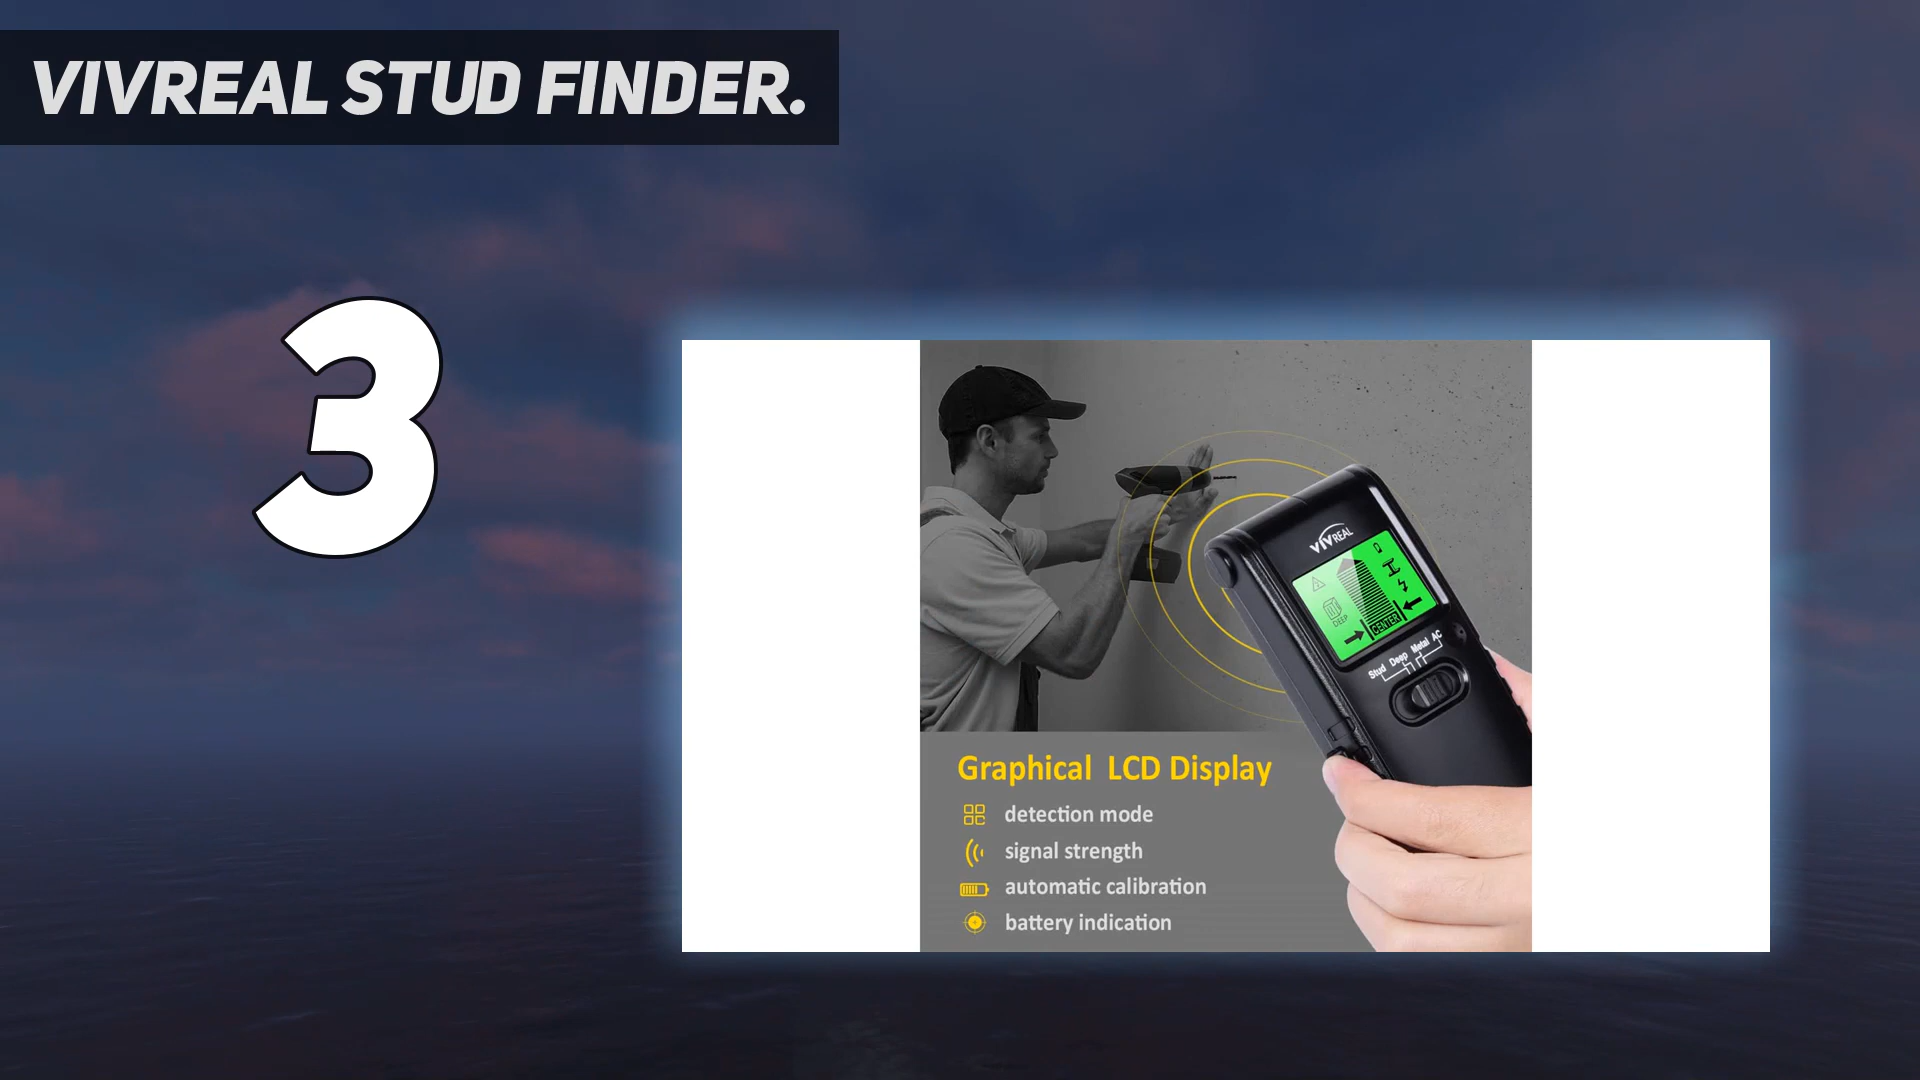 VIVREAL STUD FINDER.
3
VIVREAL
DEEP
CENTER
Stud Deep Metal AC
Graphical LCD Display
detection mode
signal strength
automatic calibration
battery indication